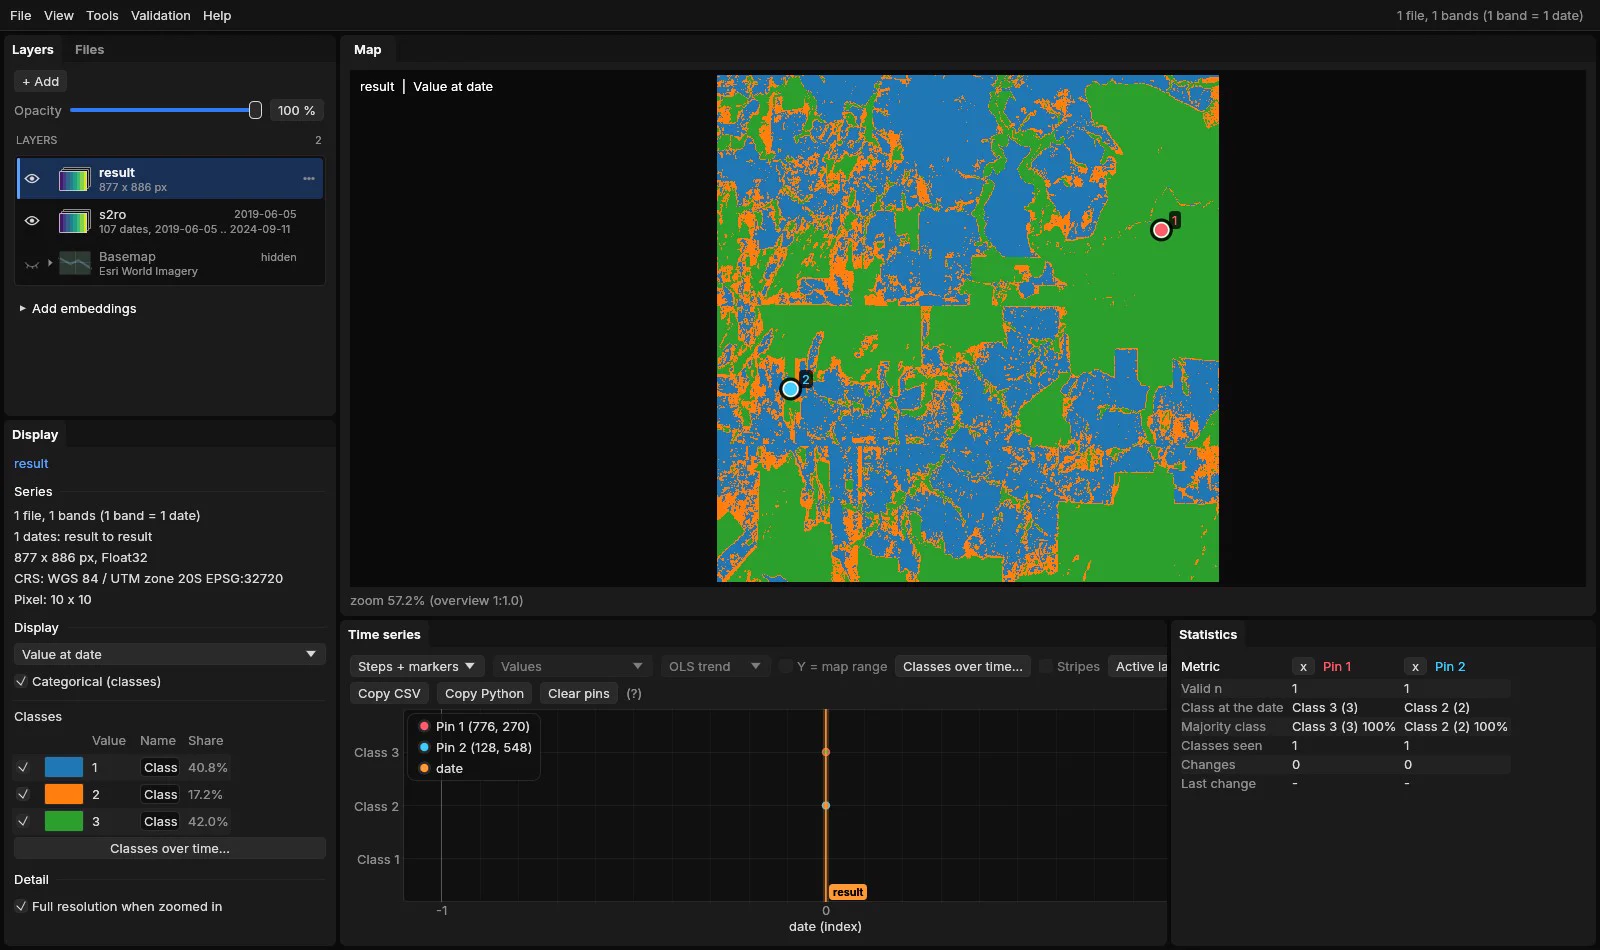 File View Tools Validation Help
1 file, 1 bands (1 band = 1 date)
Layers Files
+ Add
Opacity 100 %
LAYERS 2
result
877 x 886 px
s2ro 2019-06-05
107 dates, 2019-06-05 .. 2024-09-11
Basemap hidden
Esri World Imagery
Add embeddings
Display
result
Series
1 file, 1 bands (1 band = 1 date)
1 dates: result to result
877 x 886 px, Float32
CRS: WGS 84 / UTM zone 20S EPSG:32720
Pixel: 10 x 10
Display
Value at date
Categorical (classes)
Classes
Value Name Share
1 Class 40.8%
2 Class 17.2%
3 Class 42.0%
Classes over time...
Detail
Full resolution when zoomed in
Map
result | Value at date
1
2
zoom 57.2% (overview 1:1.0)
Time series
Steps + markers Values OLS trend Y = map range Classes over time... Stripes Active la
Copy CSV Copy Python Clear pins (?)
Pin 1 (776, 270)
Pin 2 (128, 548)
date
Class 3
Class 2
Class 1
result
-1 0
date (index)
Statistics
Metric x Pin 1 x Pin 2
Valid n 1 1
Class at the date Class 3 (3) Class 2 (2)
Majority class Class 3 (3) 100% Class 2 (2) 100%
Classes seen 1 1
Changes 0 0
Last change - -